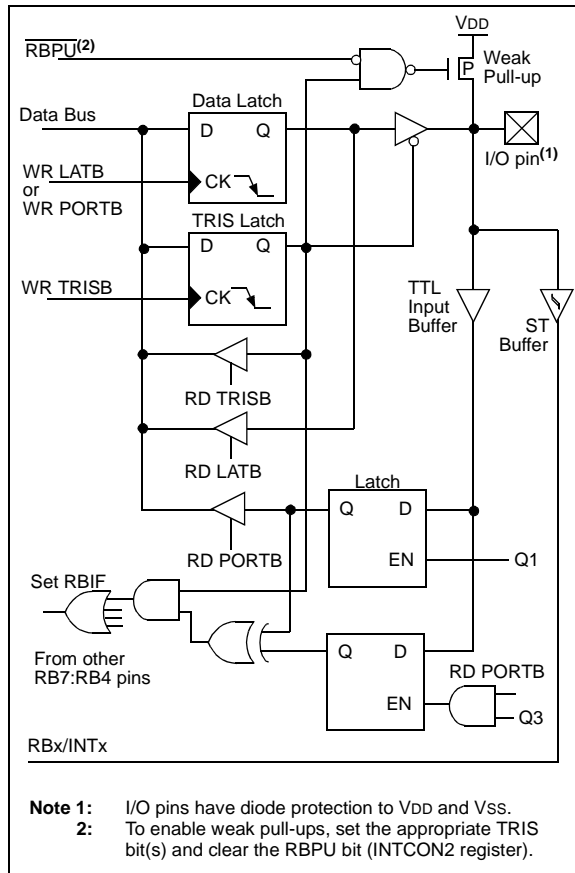 VDD
RBPU(2)
P
Weak
Pull-up
Data Latch
Data Bus
D
Q
I/O pin(1)
WR LATB
or
WR PORTB
CK
TRIS Latch
D
Q
WR TRISB
CK
TTL
Input
Buffer
ST
Buffer
RD TRISB
RD LATB
Latch
Q
D
RD PORTB
EN
Q1
Set RBIF
From other
RB7:RB4 pins
Q
D
RD PORTB
EN
Q3
RBx/INTx
Note 1: I/O pins have diode protection to VDD and VSS.
2: To enable weak pull-ups, set the appropriate TRIS
bit(s) and clear the RBPU bit (INTCON2 register).